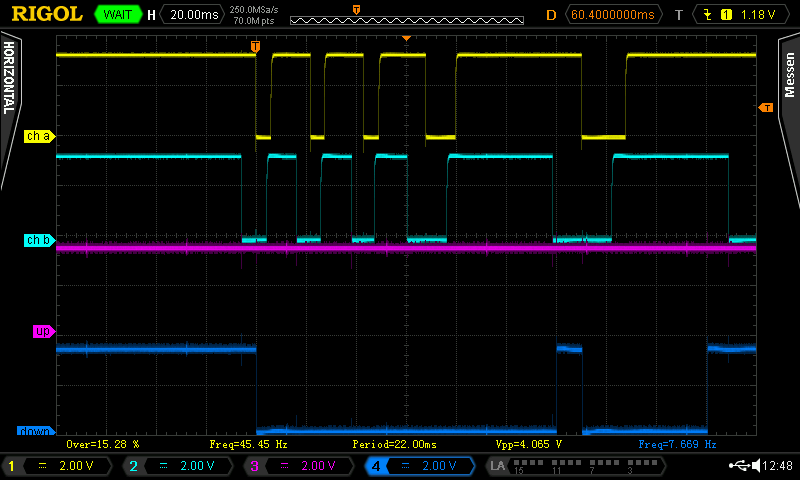 RIGOL WAIT H 20.00ms 250.0MSa/s 70.0M pts T D 60.4000000ms T 1 1.18 V
HORIZONTAL
Messen
T
T
ch a
ch b
up
down
Over=15.28 % Freq=45.45 Hz Period=22.00ms Vpp=4.065 V Freq=7.669 Hz
1 2.00 V 2 2.00 V 3 2.00 V 4 2.00 V LA 15 11 7 3 12:48